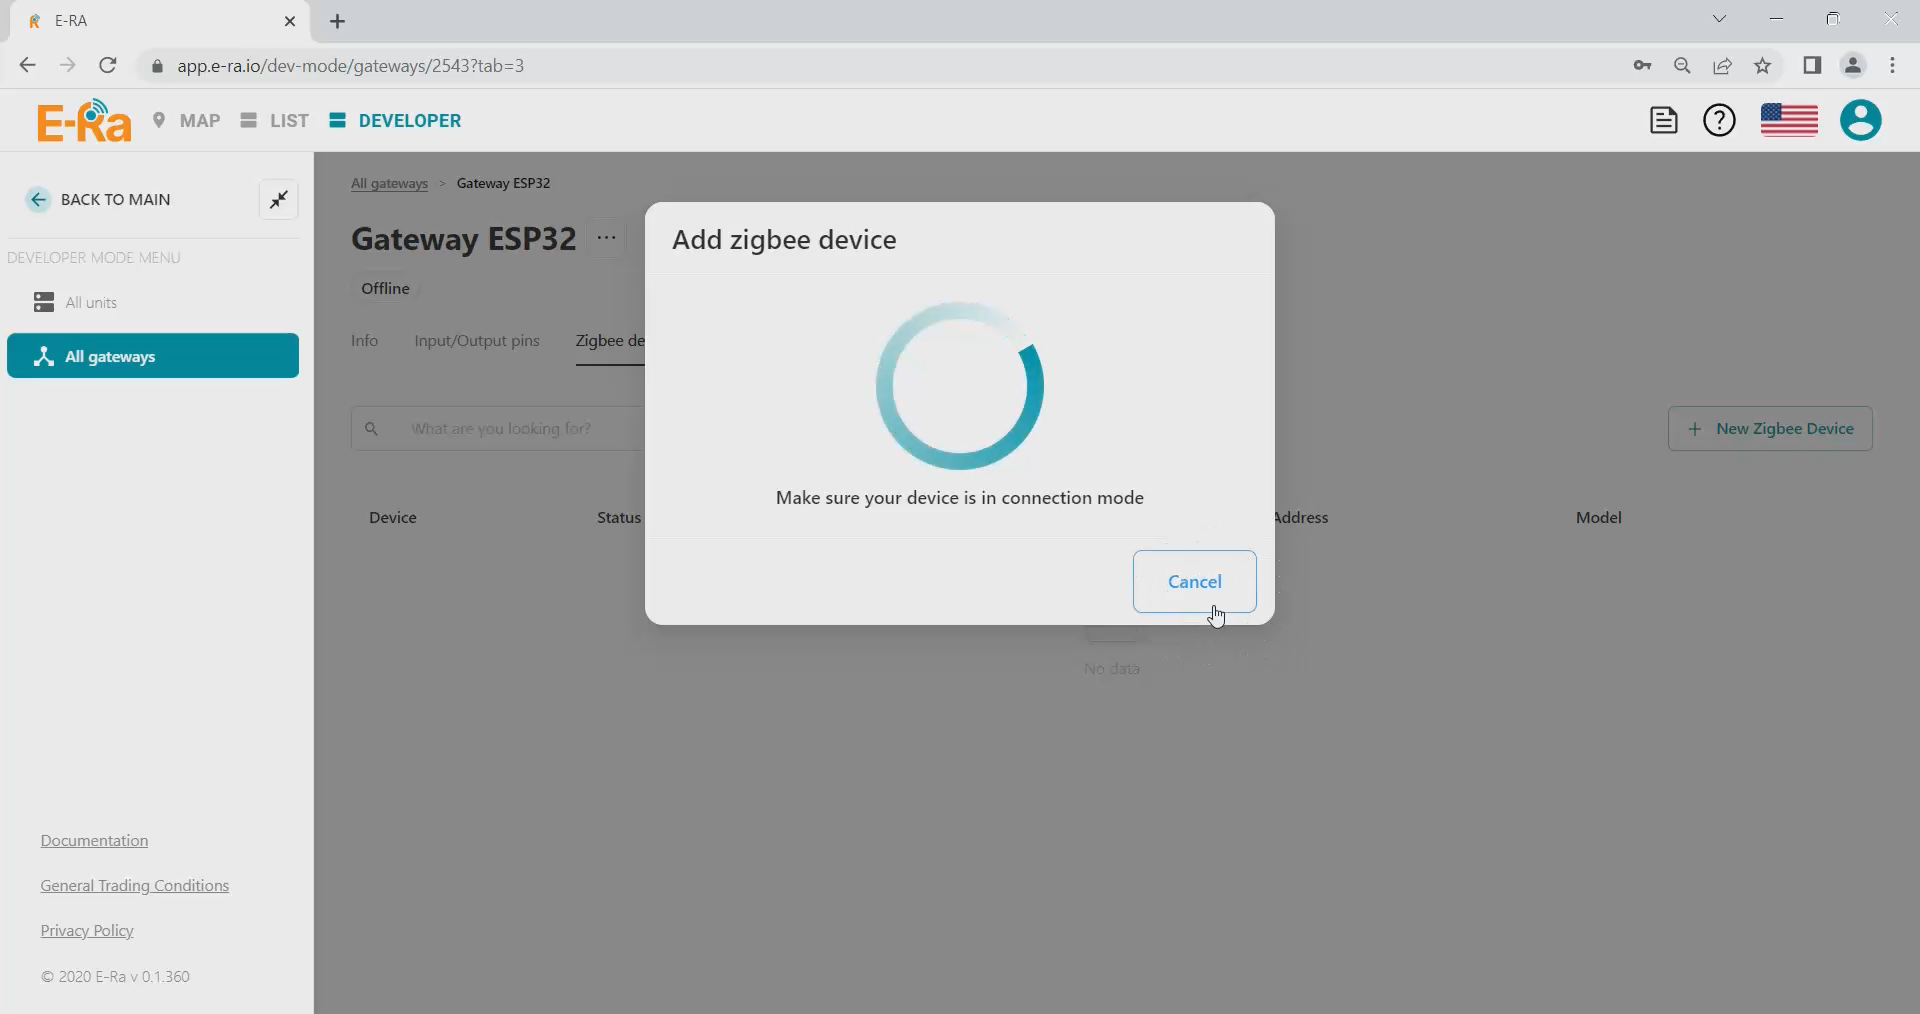 E-RA
app.e-ra.io/dev-mode/gateways/2543?tab=3
E-Ra MAP LIST DEVELOPER
BACK TO MAIN
DEVELOPER MODE MENU
All units
All gateways
Documentation
General Trading Conditions
Privacy Policy
© 2020 E-Ra v 0.1.360
All gateways > Gateway ESP32
Gateway ESP32 ...
Offline
Info Input/Output pins Zigbee de
What are you looking for?
+ New Zigbee Device
Device Status Address Model
No data
Add zigbee device
Make sure your device is in connection mode
Cancel